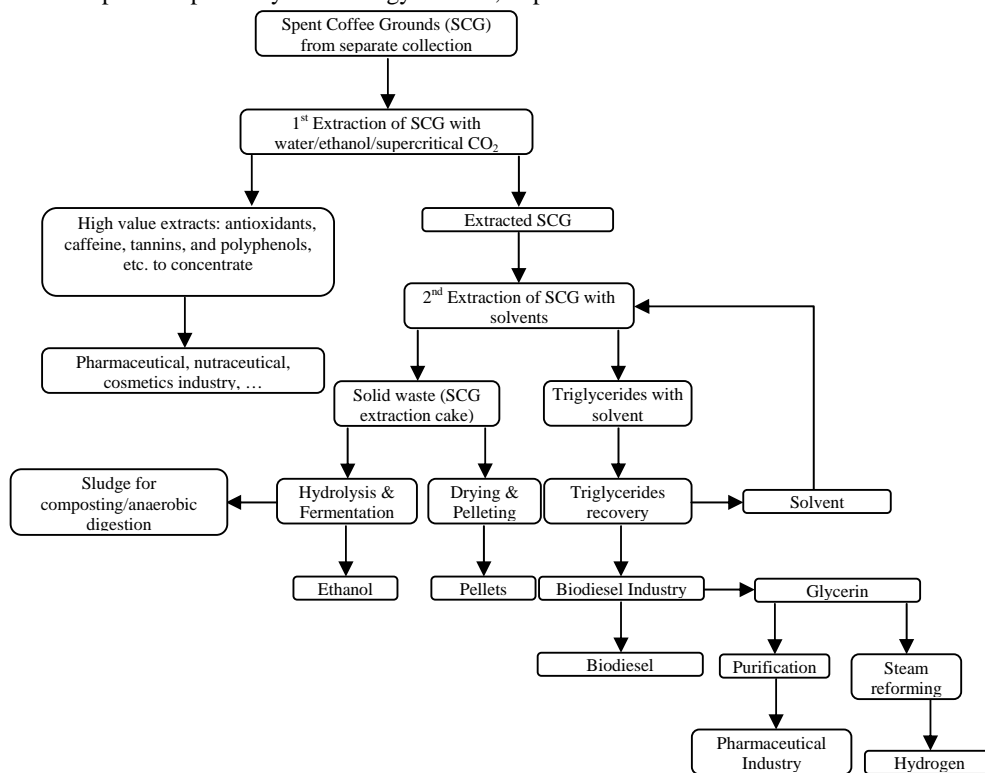 Spent Coffee Grounds (SCG)
from separate collection
1st Extraction of SCG with
water/ethanol/supercritical CO2
High value extracts: antioxidants,
caffeine, tannins, and polyphenols,
etc. to concentrate
Extracted SCG
2nd Extraction of SCG with
solvents
Pharmaceutical, nutraceutical,
cosmetics industry, …
Solid waste (SCG
extraction cake)
Triglycerides with
solvent
Sludge for
composting/anaerobic
digestion
Hydrolysis &
Fermentation
Drying &
Pelleting
Triglycerides
recovery
Solvent
Ethanol
Pellets
Biodiesel Industry
Glycerin
Biodiesel
Purification
Steam
reforming
Pharmaceutical
Industry
Hydrogen